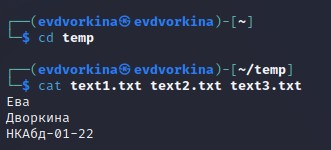 ┌──(evdvorkina㉿evdvorkina)-[~]
└─$ cd temp
┌──(evdvorkina㉿evdvorkina)-[~/temp]
└─$ cat text1.txt text2.txt text3.txt
Ева
Дворкина
НКАбд-01-22